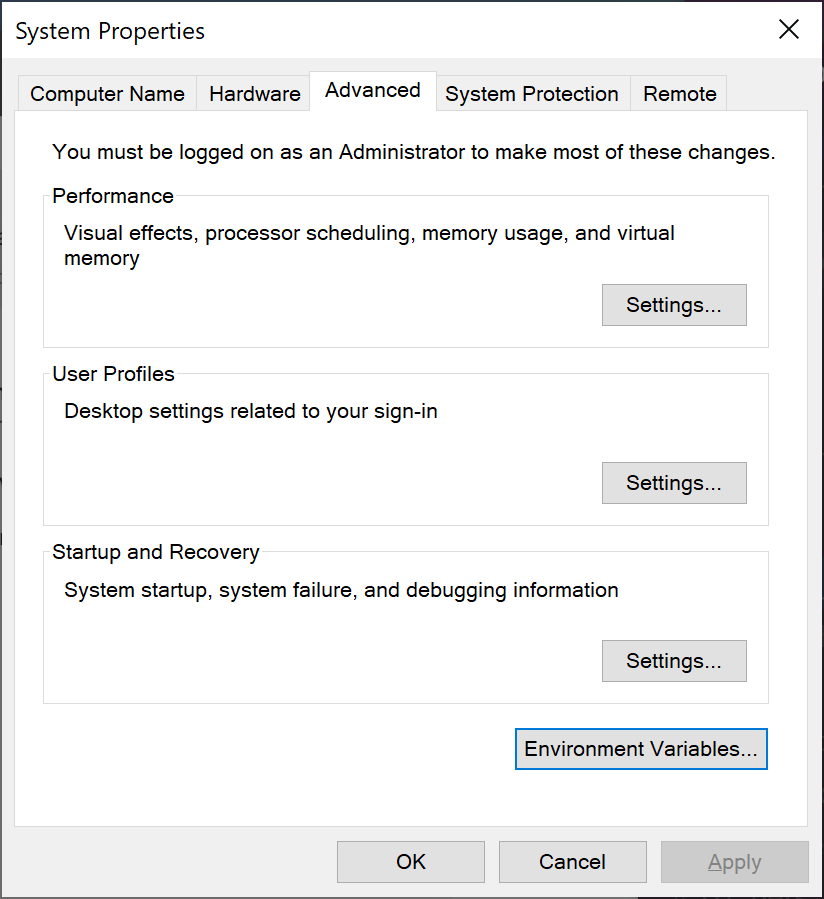 System Properties
Computer Name
Hardware
Advanced
System Protection
Remote
You must be logged on as an Administrator to make most of these changes.
Performance
Visual effects, processor scheduling, memory usage, and virtual
memory
Settings...
User Profiles
Desktop settings related to your sign-in
Settings...
Startup and Recovery
System startup, system failure, and debugging information
Settings...
Environment Variables...
OK
Cancel
Apply